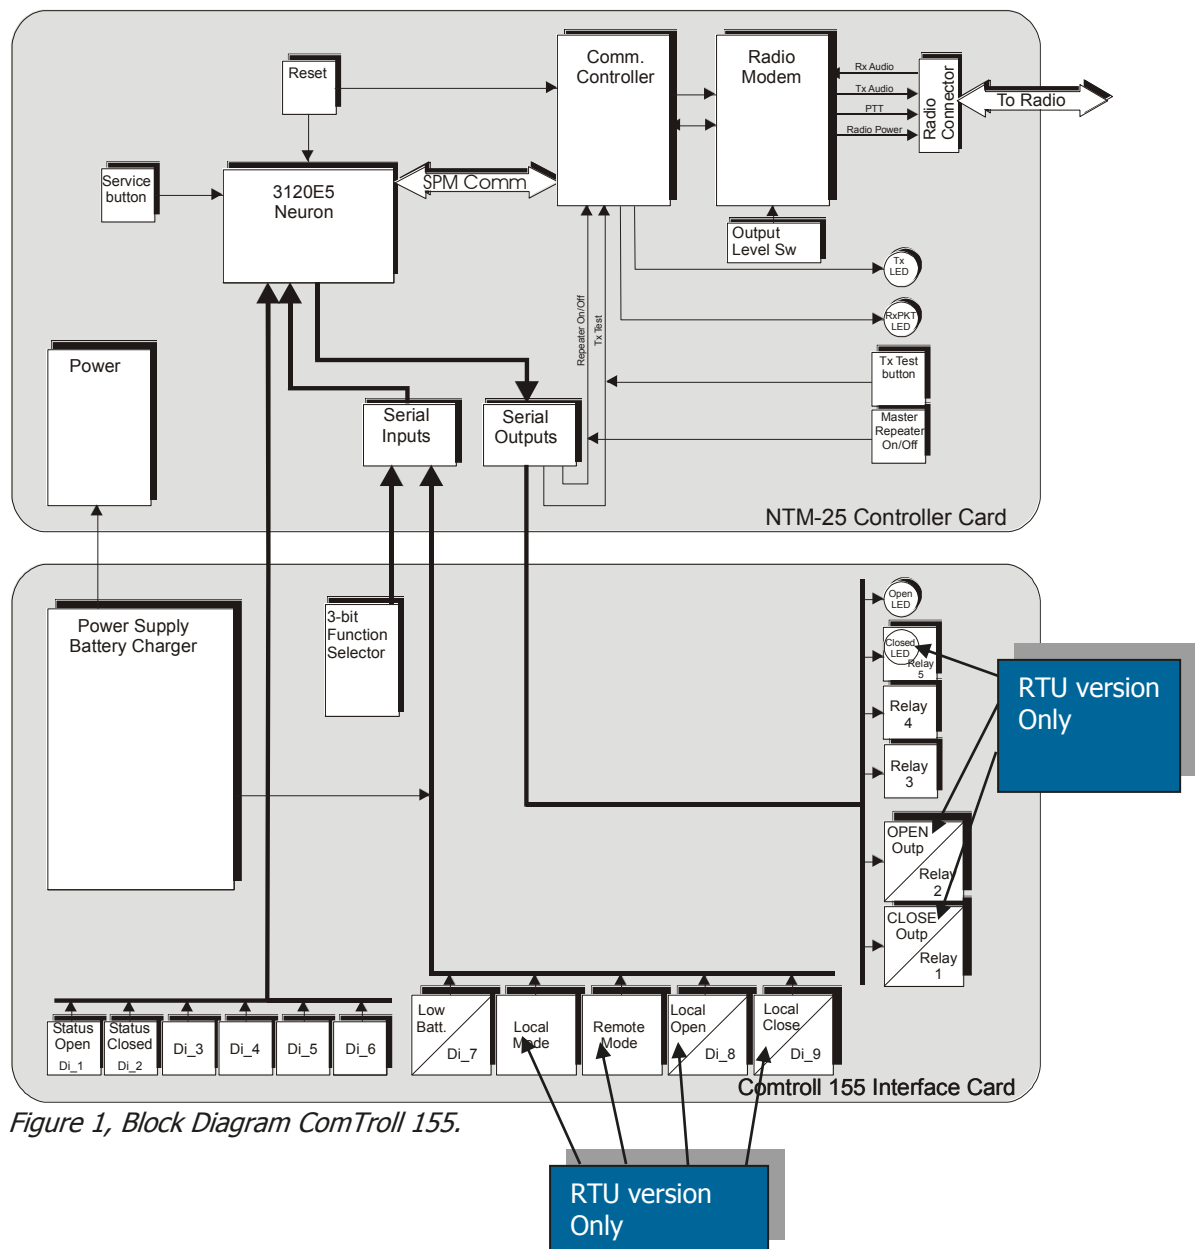 Reset
Comm.
Controller
Radio
Modem
Rx Audio
Tx Audio
PTT
Radio Power
Radio
Connector
To Radio
Service
button
3120E5
Neuron
SPM Comm
Output
Level Sw
Tx
LED
RxPKT
LED
Repeater On/Off
Tx Test
Power
Tx Test
button
Serial
Inputs
Serial
Outputs
Master
Repeater
On/Off
NTM-25 Controller Card
Power Supply
Battery Charger
3-bit
Function
Selector
Open
LED
Closed
LED
Relay
5
Relay
4
Relay
3
OPEN
Outp
Relay
2
CLOSE
Outp
Relay
1
RTU version
Only
Status
Open
Di_1
Status
Closed
Di_2
Di_3
Di_4
Di_5
Di_6
Low
Batt.
Di_7
Local
Mode
Remote
Mode
Local
Open
Di_8
Local
Close
Di_9
Comtroll 155 Interface Card
Figure 1, Block Diagram ComTroll 155.
RTU version
Only